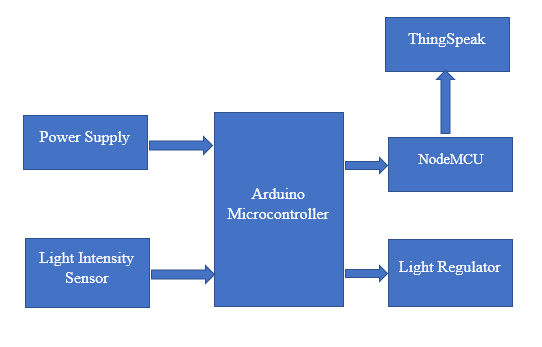 ThingSpeak
Power Supply
Arduino
Microcontroller
NodeMCU
Light Intensity
Sensor
Light Regulator